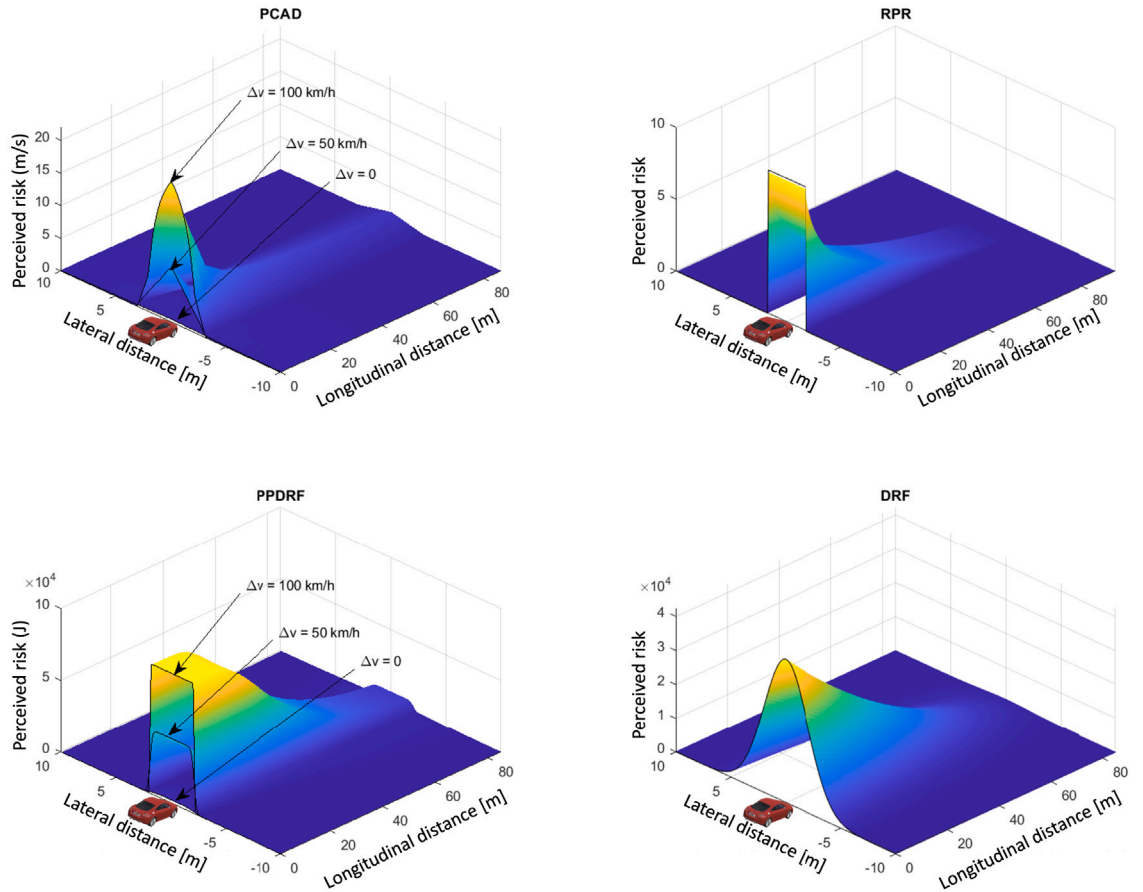 PCAD
Δv = 100 km/h
Δv = 50 km/h
Δv = 0
Perceived risk (m/s)
20
15
10
5
0
10
5
-5
-10
Lateral distance [m]
0
20
40
60
80
Longitudinal distance [m]
RPR
Perceived risk
10
5
0
10
5
-5
-10
Lateral distance [m]
0
20
40
60
80
Longitudinal distance [m]
PPDRF
×10⁴
Δv = 100 km/h
Δv = 50 km/h
Δv = 0
Perceived risk (J)
10
5
0
10
5
-5
-10
Lateral distance [m]
0
20
40
60
80
Longitudinal distance [m]
DRF
×10⁴
Perceived risk
4
3
2
1
0
10
5
-5
-10
Lateral distance [m]
0
20
40
60
80
Longitudinal distance [m]